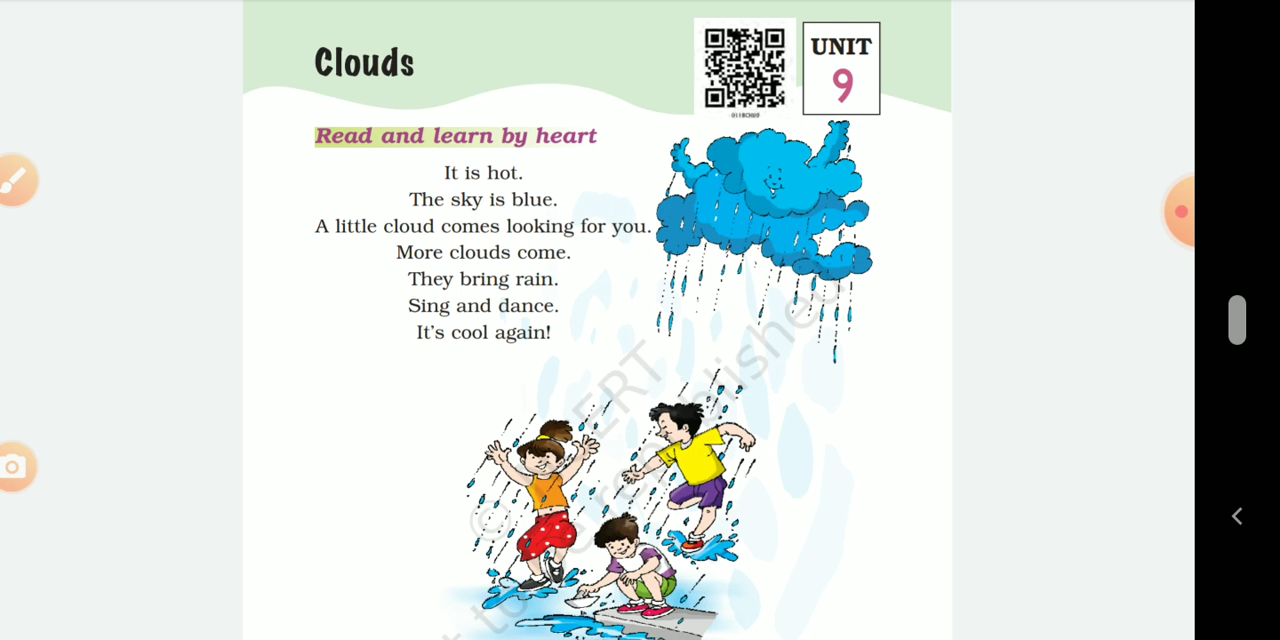 Clouds
UNIT
9
Read and learn by heart
It is hot.
The sky is blue.
A little cloud comes looking for you.
More clouds come.
They bring rain.
Sing and dance.
It's cool again!